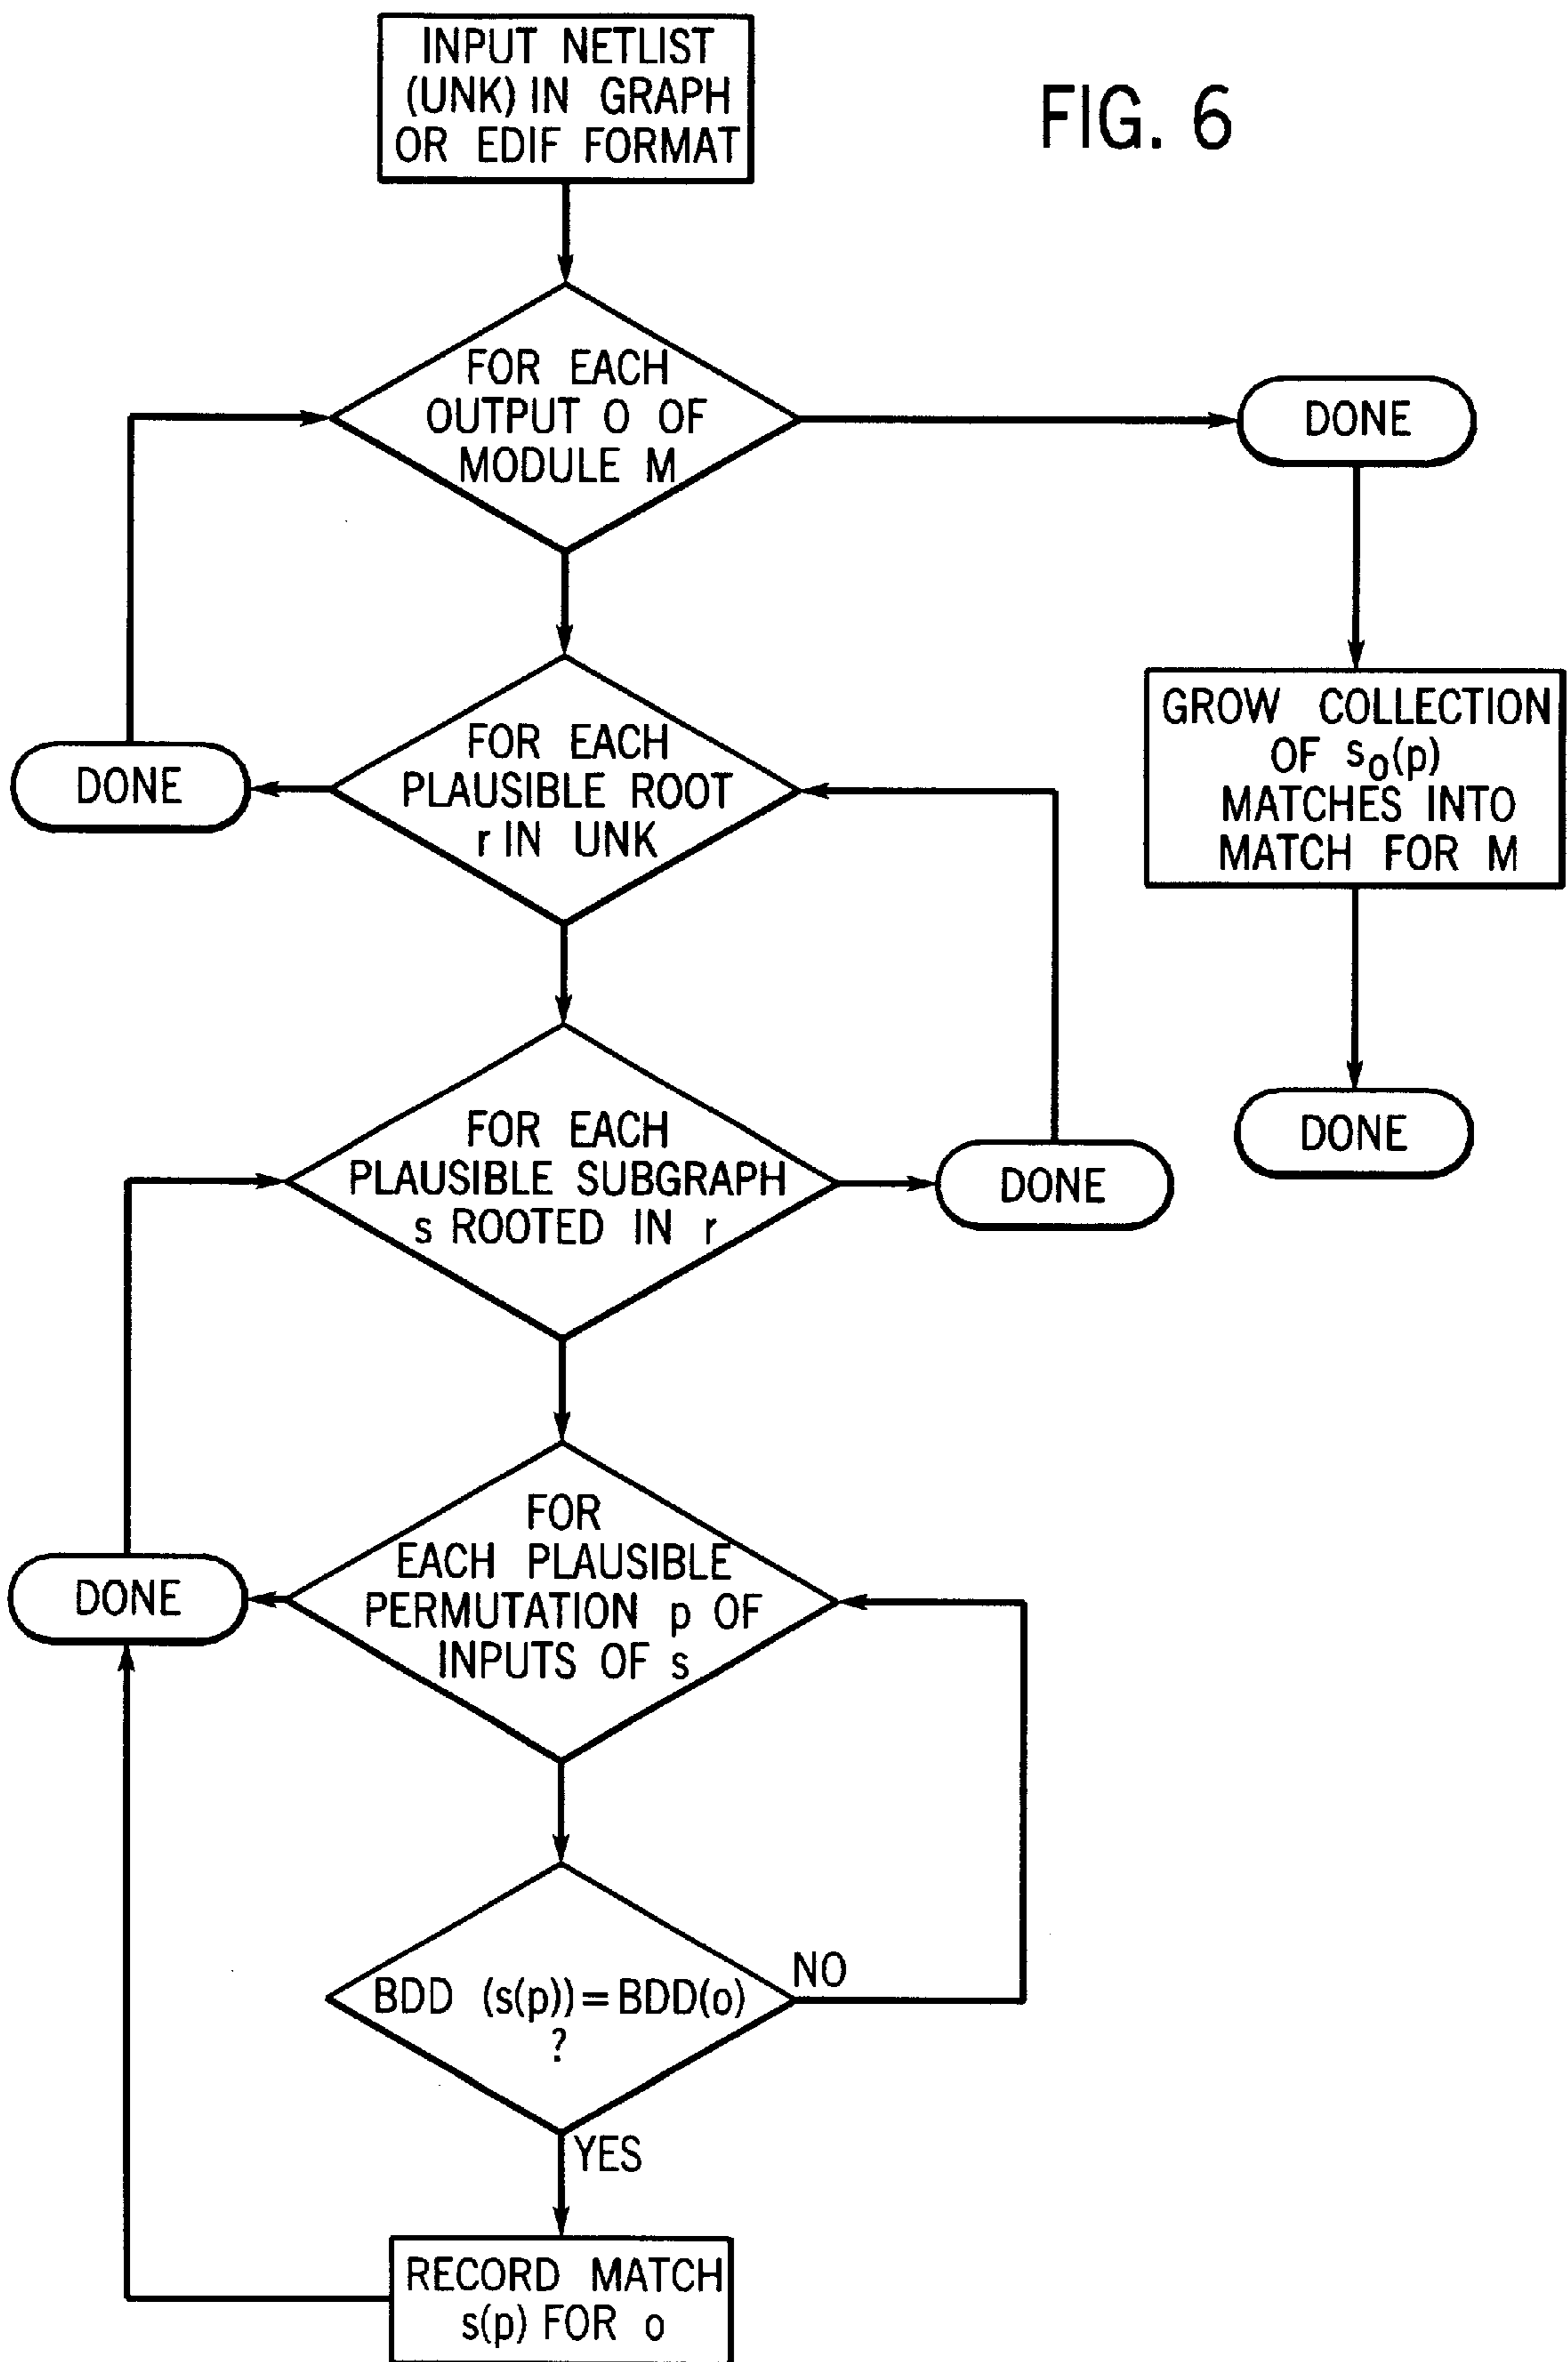 INPUT NETLIST
(UNK) IN GRAPH
OR EDIF FORMAT
FIG. 6
FOR EACH
OUTPUT O OF
MODULE M
DONE
FOR EACH
PLAUSIBLE ROOT
r IN UNK
DONE
GROW COLLECTION
OF s₀(p)
MATCHES INTO
MATCH FOR M
DONE
FOR EACH
PLAUSIBLE SUBGRAPH
s ROOTED IN r
DONE
FOR
EACH PLAUSIBLE
PERMUTATION p OF
INPUTS OF s
DONE
BDD (s(p))=BDD(o)
?
NO
YES
RECORD MATCH
s(p) FOR o